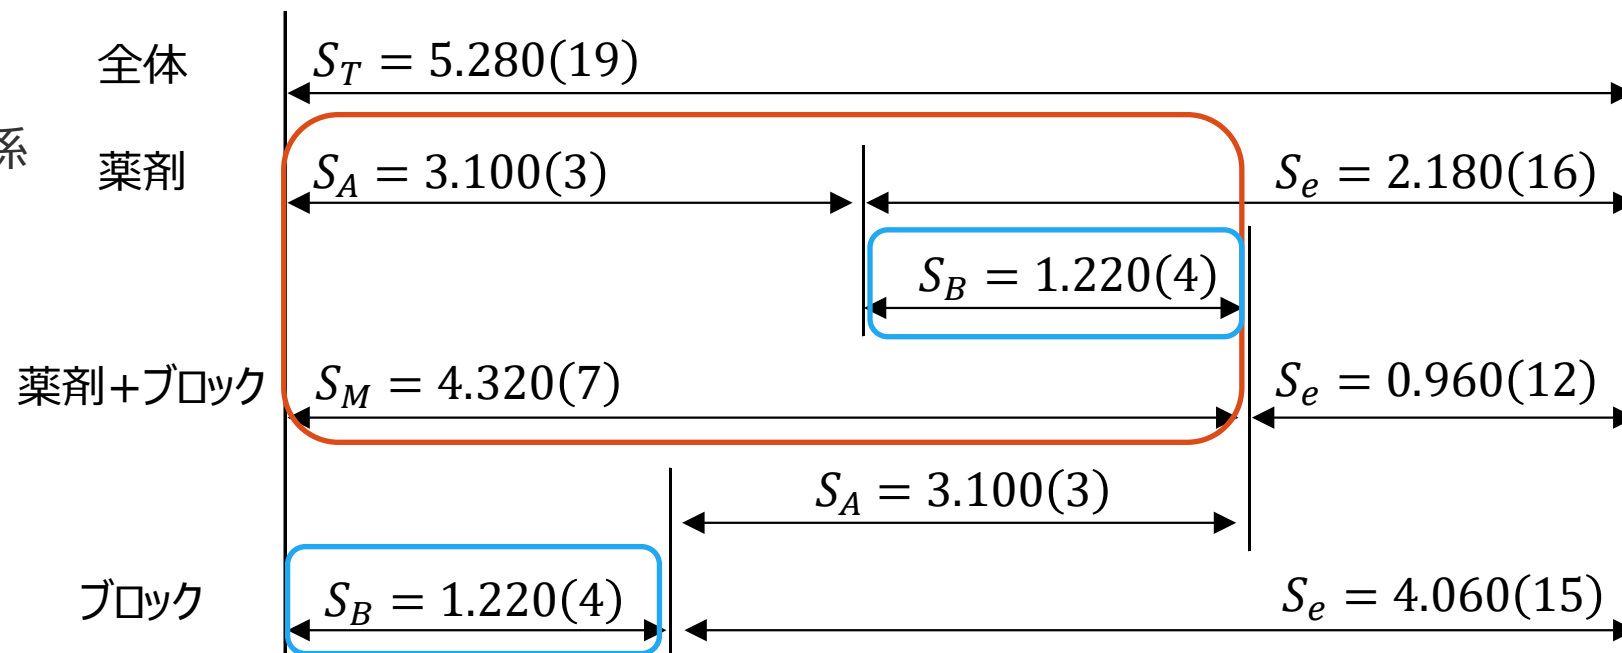 全体 S_T = 5.280(19)
系
薬剤 S_A = 3.100(3) S_e = 2.180(16)
S_B = 1.220(4)
薬剤+ブロック S_M = 4.320(7) S_e = 0.960(12)
S_A = 3.100(3)
ブロック S_B = 1.220(4) S_e = 4.060(15)